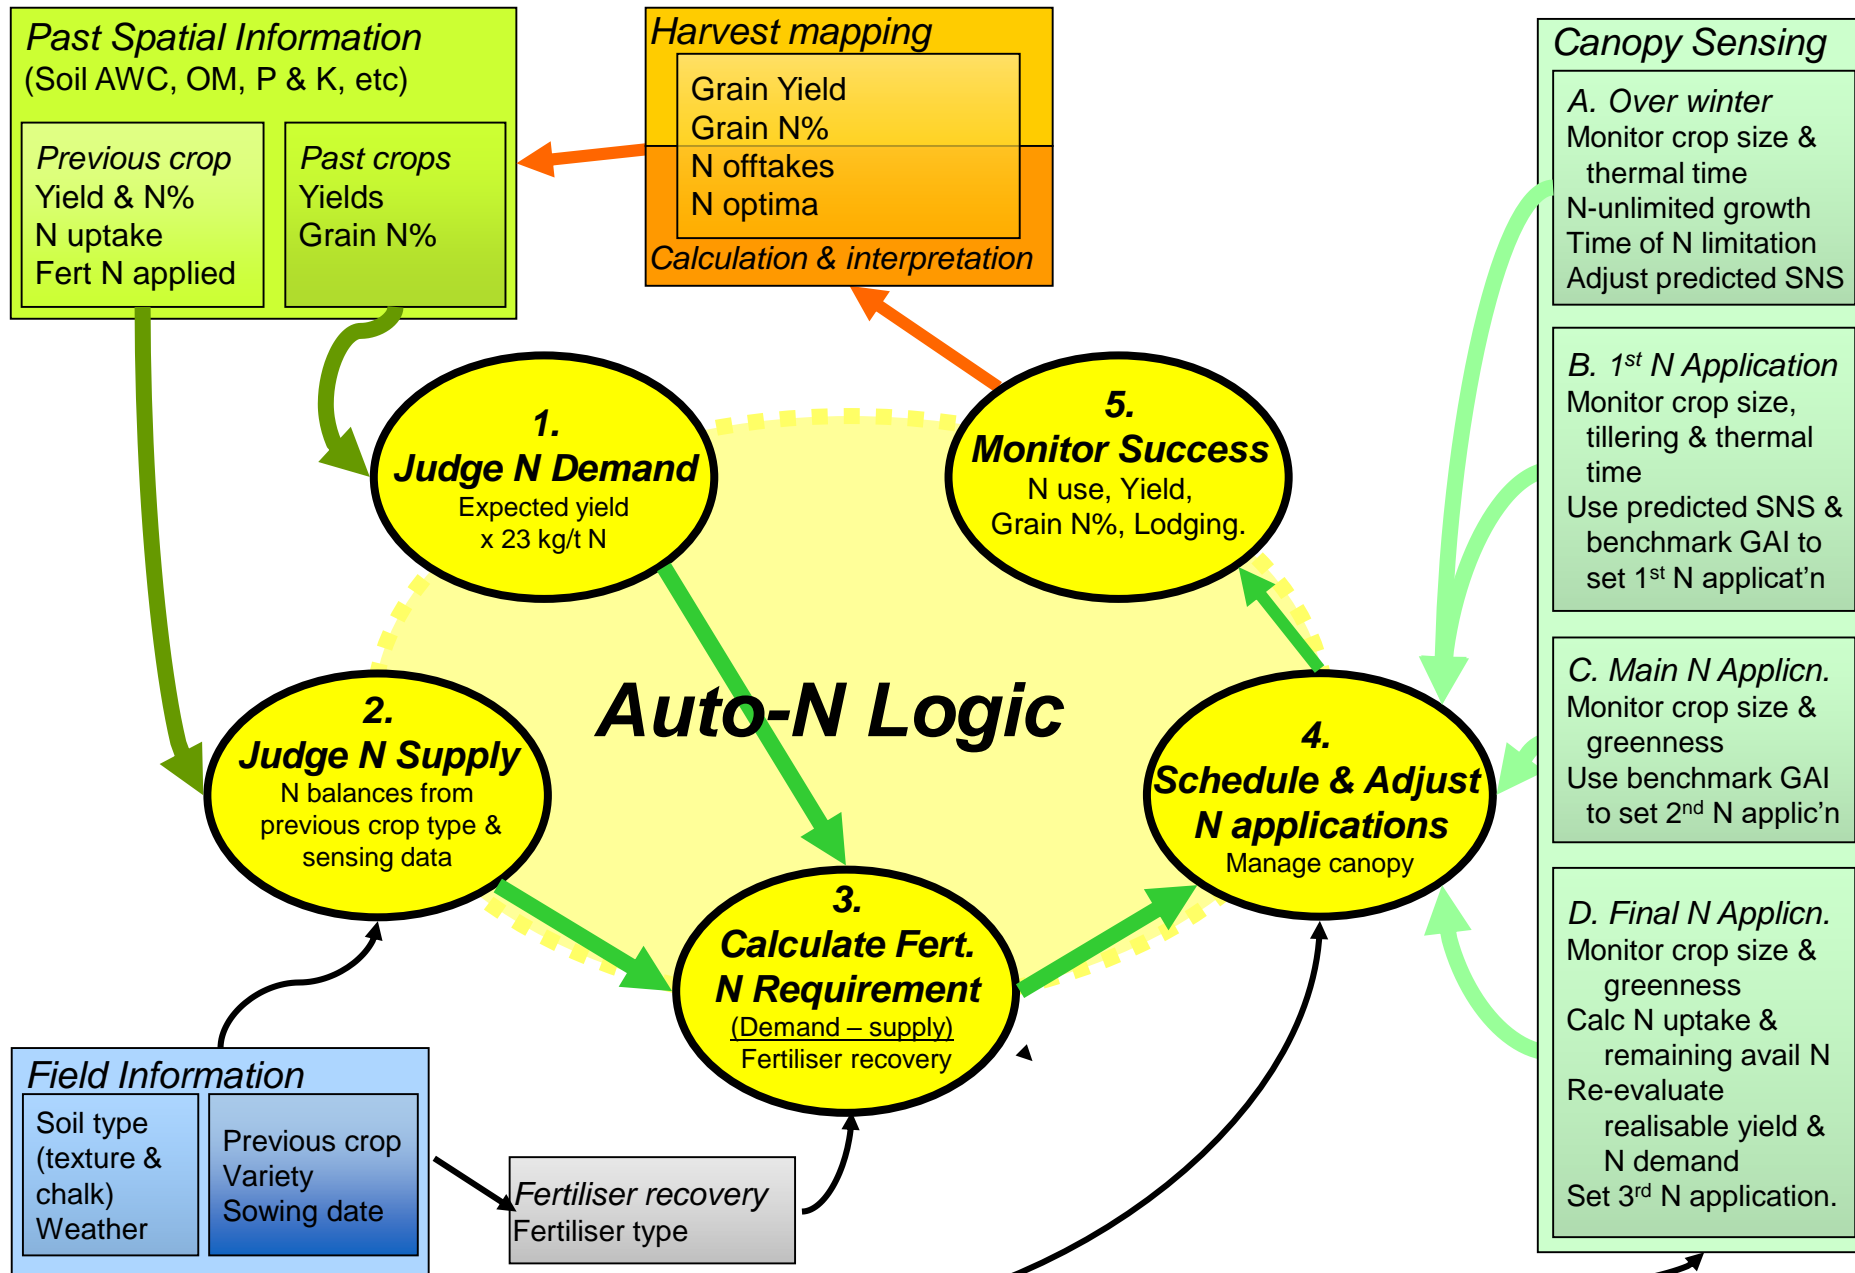 Past Spatial Information
(Soil AWC, OM, P & K, etc)
Previous crop
Yield & N%
N uptake
Fert N applied
Past crops
Yields
Grain N%
Harvest mapping
Grain Yield
Grain N%
N offtakes
N optima
Calculation & interpretation
Canopy Sensing
A. Over winter
Monitor crop size &
thermal time
N-unlimited growth
Time of N limitation
Adjust predicted SNS
B. 1st N Application
Monitor crop size,
tillering & thermal
time
Use predicted SNS &
benchmark GAI to
set 1st N applicat'n
C. Main N Applicn.
Monitor crop size &
greenness
Use benchmark GAI
to set 2nd N applic'n
D. Final N Applicn.
Monitor crop size &
greenness
Calc N uptake &
remaining avail N
Re-evaluate
realisable yield &
N demand
Set 3rd N application.
1.
Judge N Demand
Expected yield
x 23 kg/t N
5.
Monitor Success
N use, Yield,
Grain N%, Lodging.
Auto-N Logic
2.
Judge N Supply
N balances from
previous crop type &
sensing data
4.
Schedule & Adjust
N applications
Manage canopy
3.
Calculate Fert.
N Requirement
(Demand – supply)
Fertiliser recovery
Field Information
Soil type
(texture &
chalk)
Weather
Previous crop
Variety
Sowing date
Fertiliser recovery
Fertiliser type